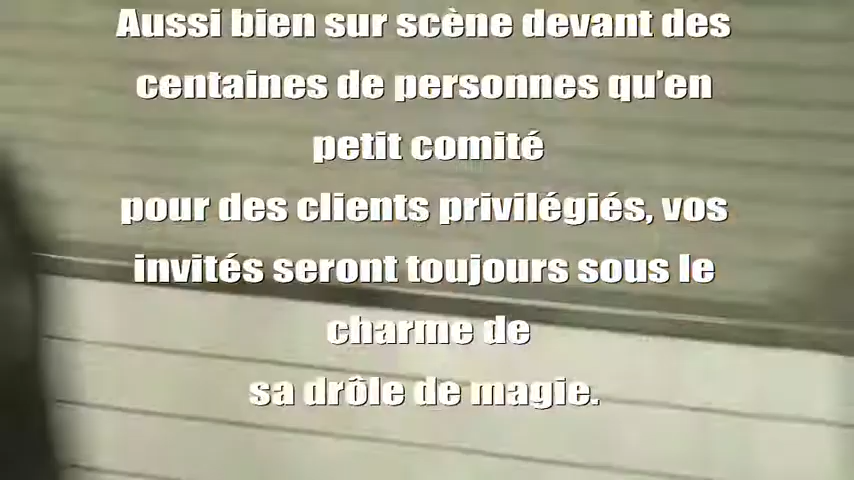 Aussi bien sur scène devant des
centaines de personnes qu’en
petit comité
pour des clients privilégiés, vos
invités seront toujours sous le
charme de
sa drôle de magie.